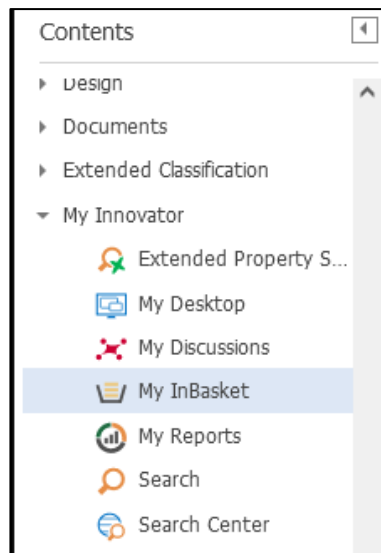 Contents
Design
Documents
Extended Classification
My Innovator
Extended Property S...
My Desktop
My Discussions
My InBasket
My Reports
Search
Search Center